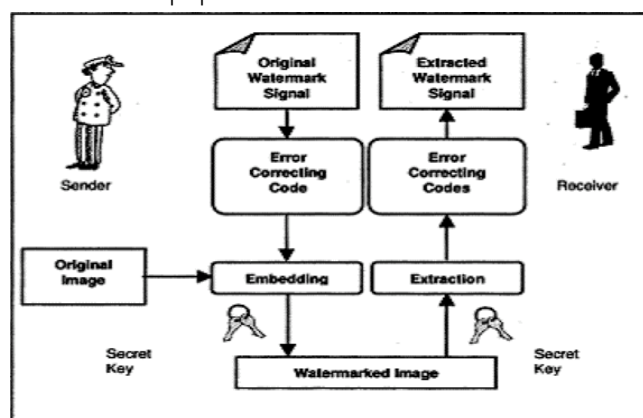 Original
Watermark
Signal
Extracted
Watermark
Signal
Sender
Error
Correcting
Code
Error
Correcting
Codes
Receiver
Original
Image
Embedding
Extraction
Secret
Key
Watermarked Image
Secret
Key